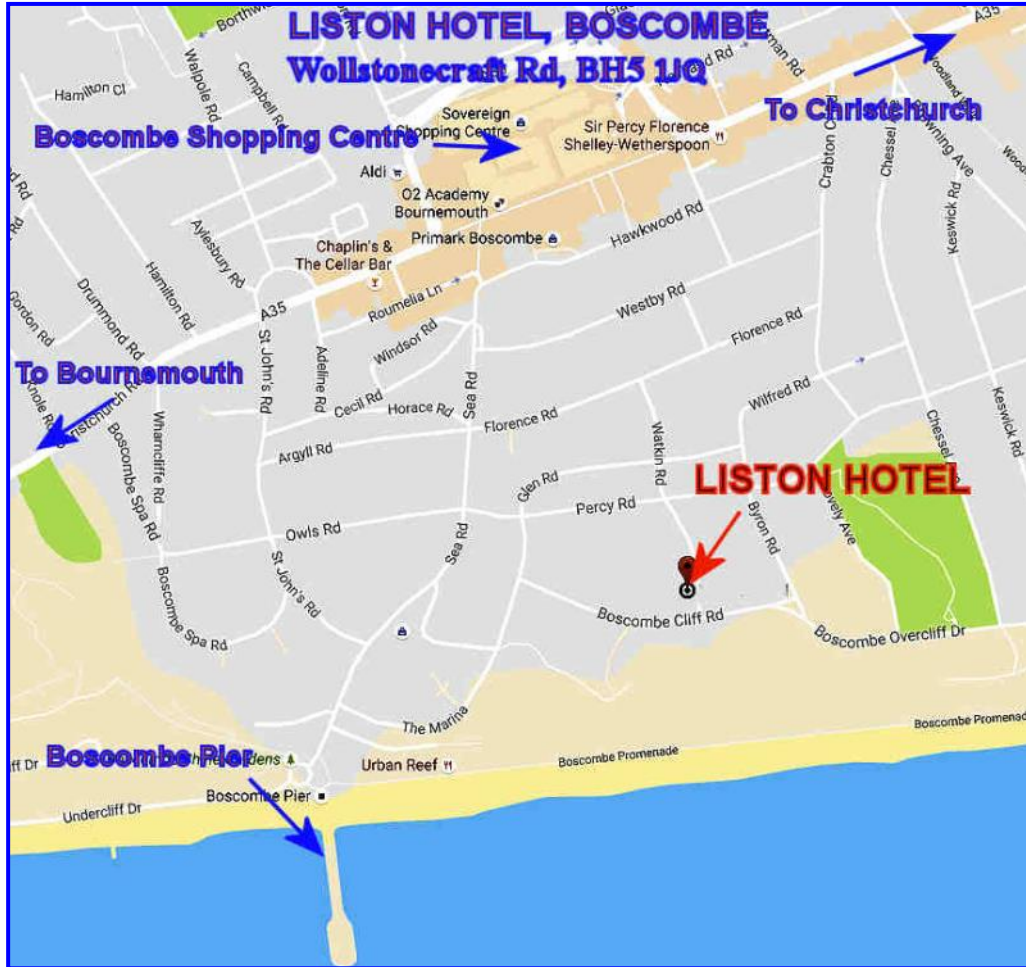 Borthwi
LISTON HOTEL, BOSCOMBE
A35
Wollstonecraft Rd, BH5 1JQ
Walpole Rd
Campbell Rd
Hamilton Cl
To Christchurch
Sovereign
Shopping Centre
Boscombe Shopping Centre
Sir Percy Florence
Shelley-Wetherspoon
Aldi
O2 Academy
Bournemouth
Primark Boscombe
Hawkwood Rd
Chessel
Keswick Rd
Aylesbury Rd
Chaplin's &
The Cellar Bar
Hamilton Rd
Drummond Rd
Gordon Rd
A35
Roumelia Ln
Westby Rd
Windsor Rd
Florence Rd
St John's Rd
Adeline Rd
To Bournemouth
Knole Rd
Sea Rd
Cecil Rd
Horace Rd
Wilfred Rd
Florence Rd
Argyll Rd
Watkin Rd
Keswick Rd
Chessel
Wharncliffe Rd
Boscombe Spa Rd
Glen Rd
LISTON HOTEL
Percy Rd
Byron Rd
Owls Rd
Sea Rd
St John's Rd
Boscombe Spa Rd
Boscombe Cliff Rd
Boscombe Overcliff Dr
The Marina
Boscombe Promenade
Boscombe Promenade
Boscombe Pier
Urban Reef
Boscombe Pier
Undercliff Dr